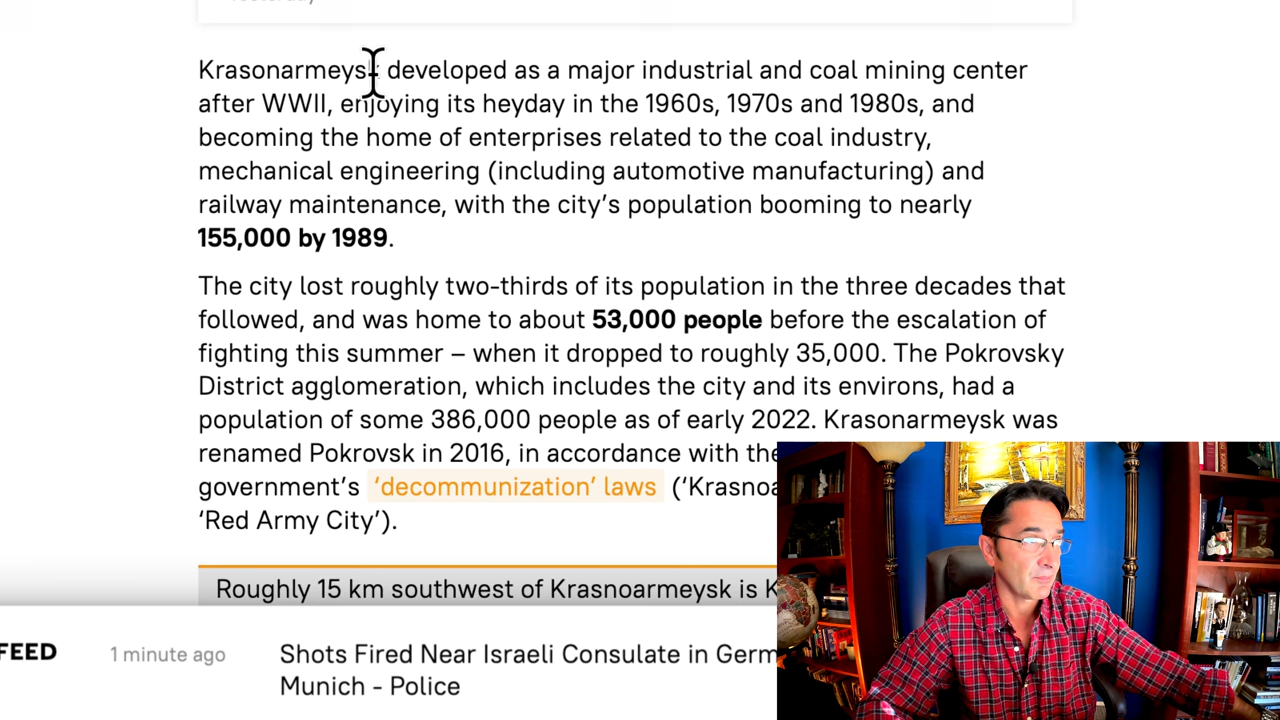 Krasonarmeysk developed as a major industrial and coal mining center
after WWII, enjoying its heyday in the 1960s, 1970s and 1980s, and
becoming the home of enterprises related to the coal industry,
mechanical engineering (including automotive manufacturing) and
railway maintenance, with the city’s population booming to nearly
155,000 by 1989.
The city lost roughly two-thirds of its population in the three decades that
followed, and was home to about 53,000 people before the escalation of
fighting this summer – when it dropped to roughly 35,000. The Pokrovsky
District agglomeration, which includes the city and its environs, had a
population of some 386,000 people as of early 2022. Krasonarmeysk was
renamed Pokrovsk in 2016, in accordance with the
government’s ‘decommunization’ laws (‘Krasnoa
‘Red Army City’).
Roughly 15 km southwest of Krasnoarmeysk is K
FEED 1 minute ago Shots Fired Near Israeli Consulate in Germ
Munich - Police